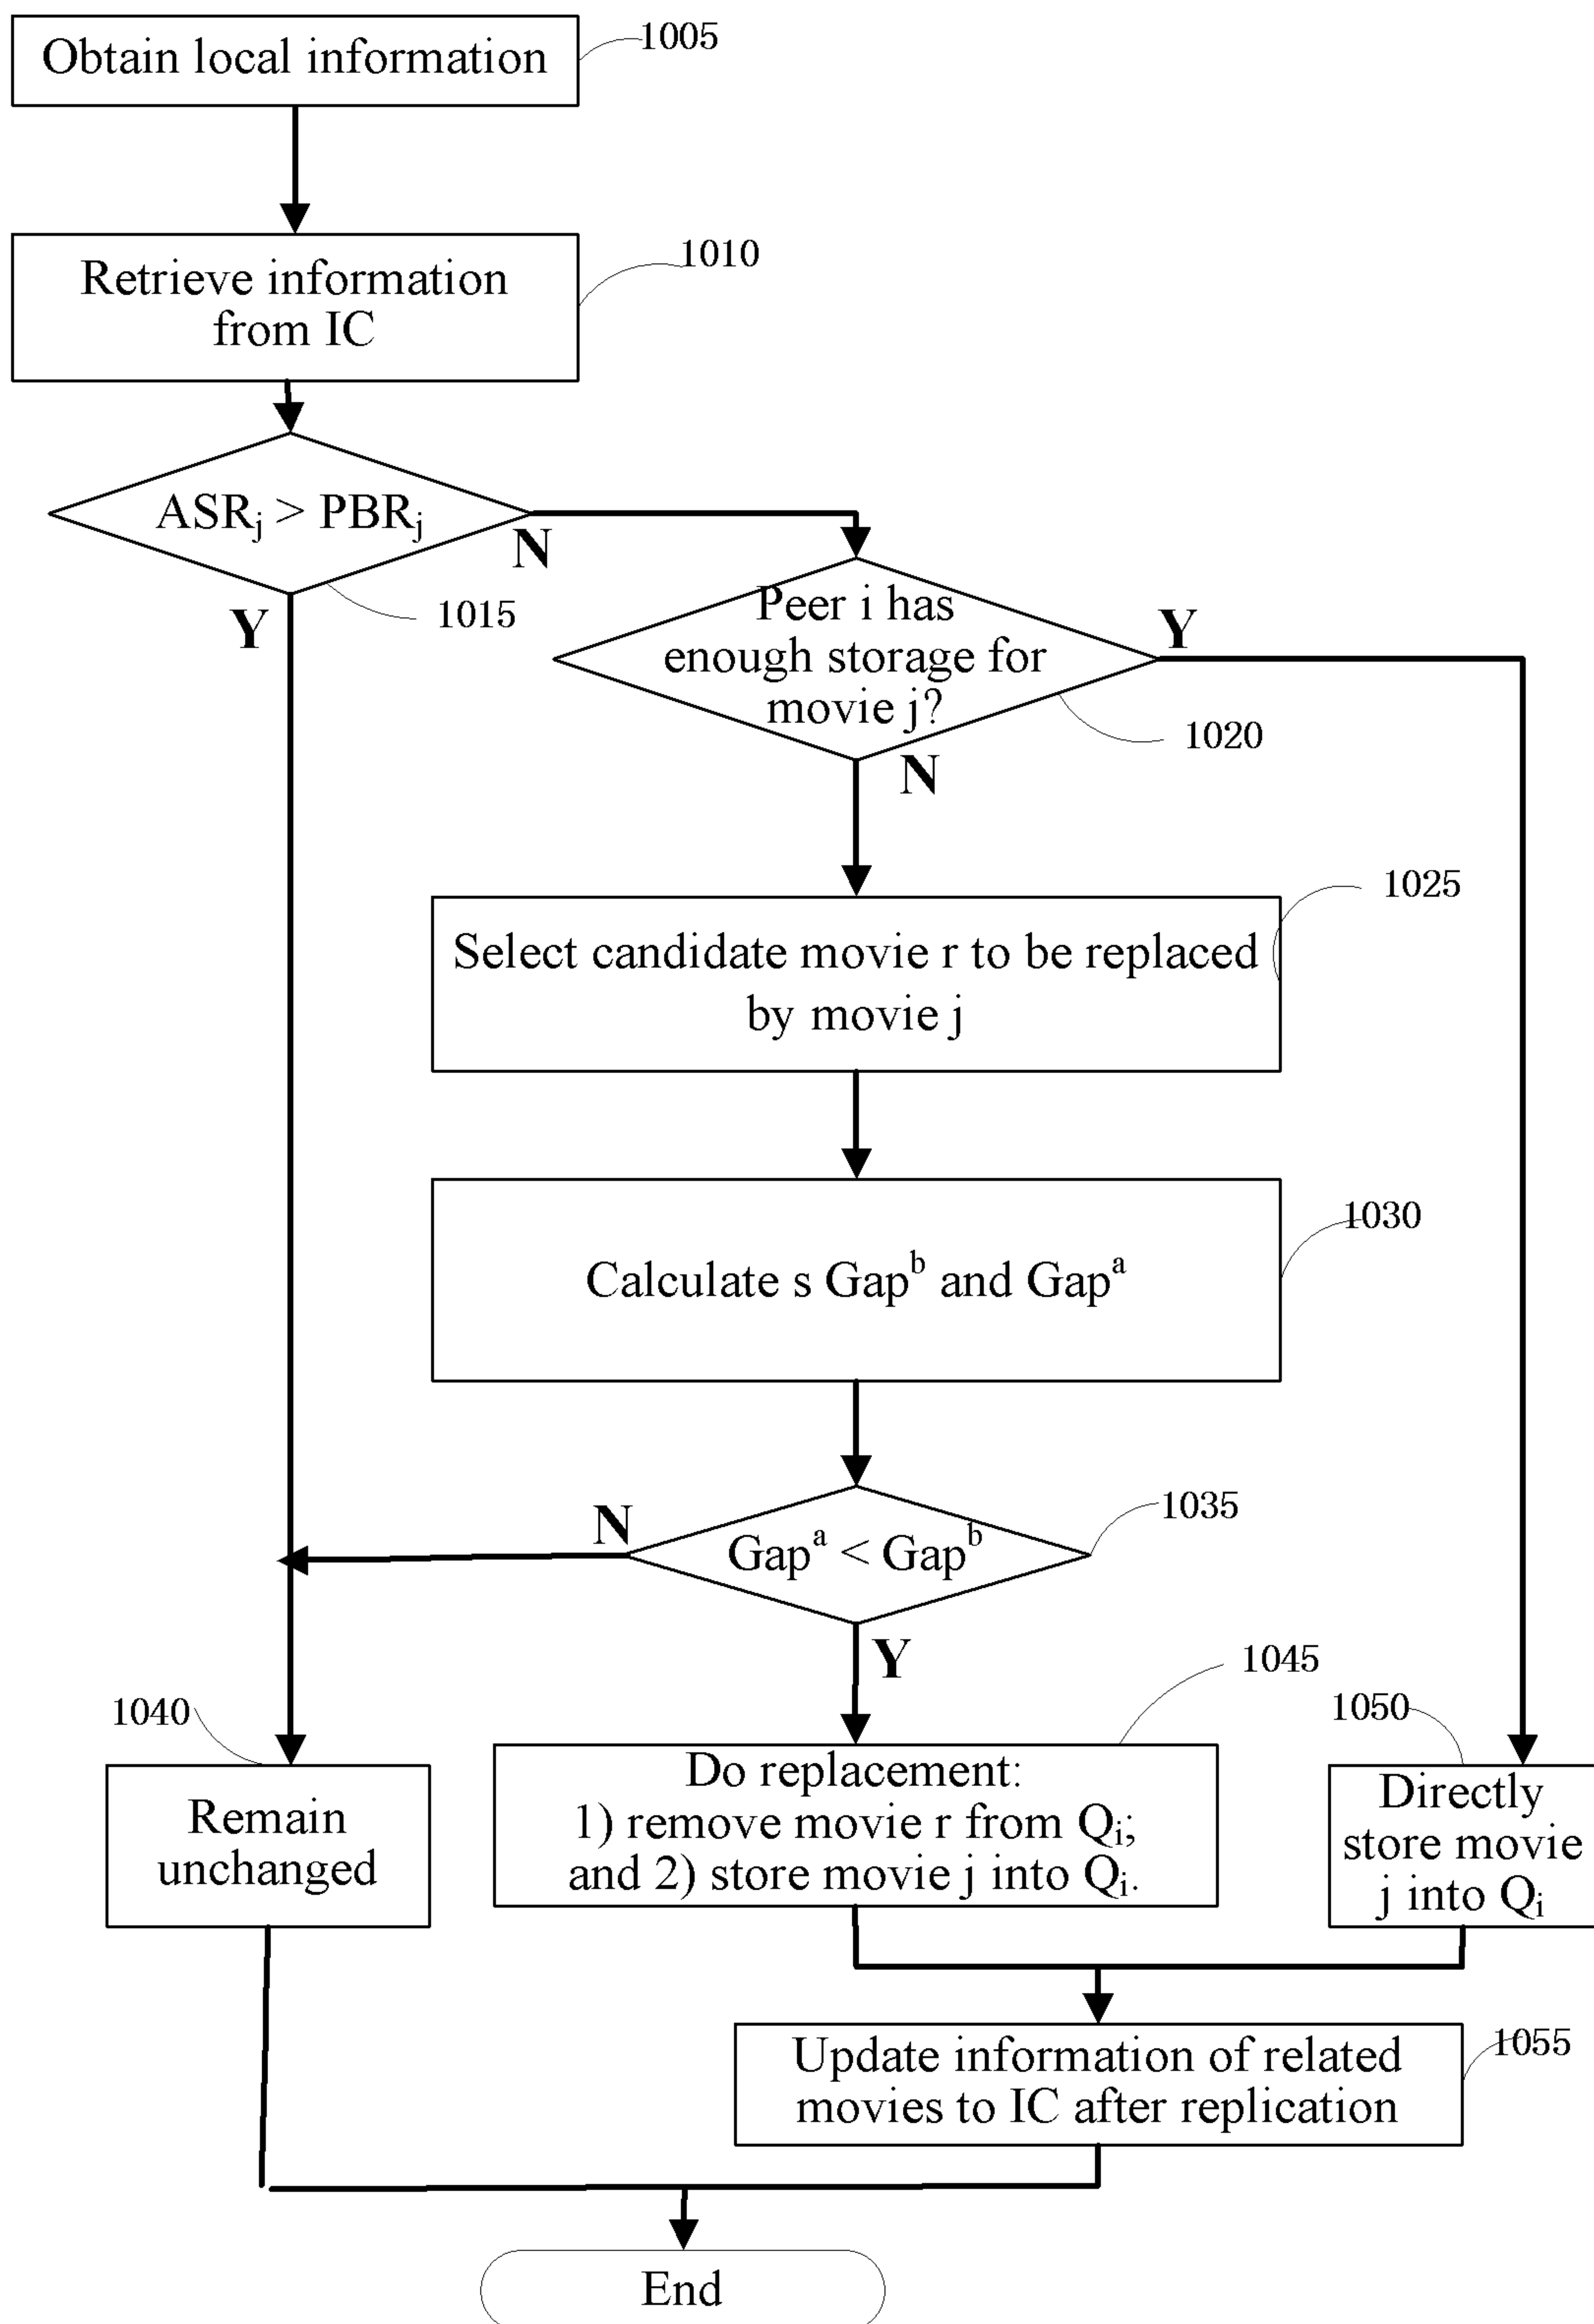 Obtain local information
1005
Retrieve information
from IC
1010
ASRj > PBRj
N
Y
1015
Peer i has
enough storage for
movie j?
Y
1020
N
1025
Select candidate movie r to be replaced
by movie j
1030
Calculate s Gap^b and Gap^a
N
1035
Gap^a < Gap^b
Y
1045
1040
1050
Remain
unchanged
Do replacement:
1) remove movie r from Qi;
and 2) store movie j into Qi.
Directly
store movie
j into Qi
Update information of related
movies to IC after replication
1055
End